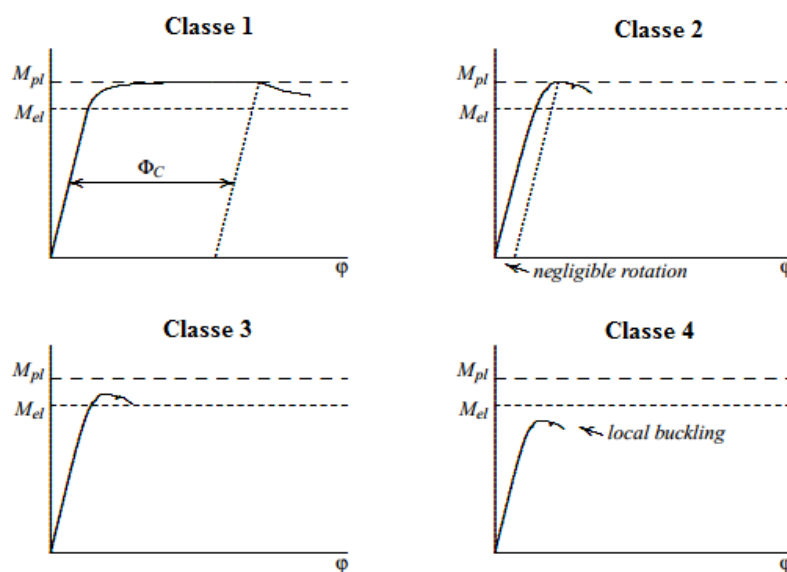 Classe 1
M_pl
M_el
Φ_C
φ
Classe 2
M_pl
M_el
negligible rotation
φ
Classe 3
M_pl
M_el
φ
Classe 4
M_pl
M_el
local buckling
φ